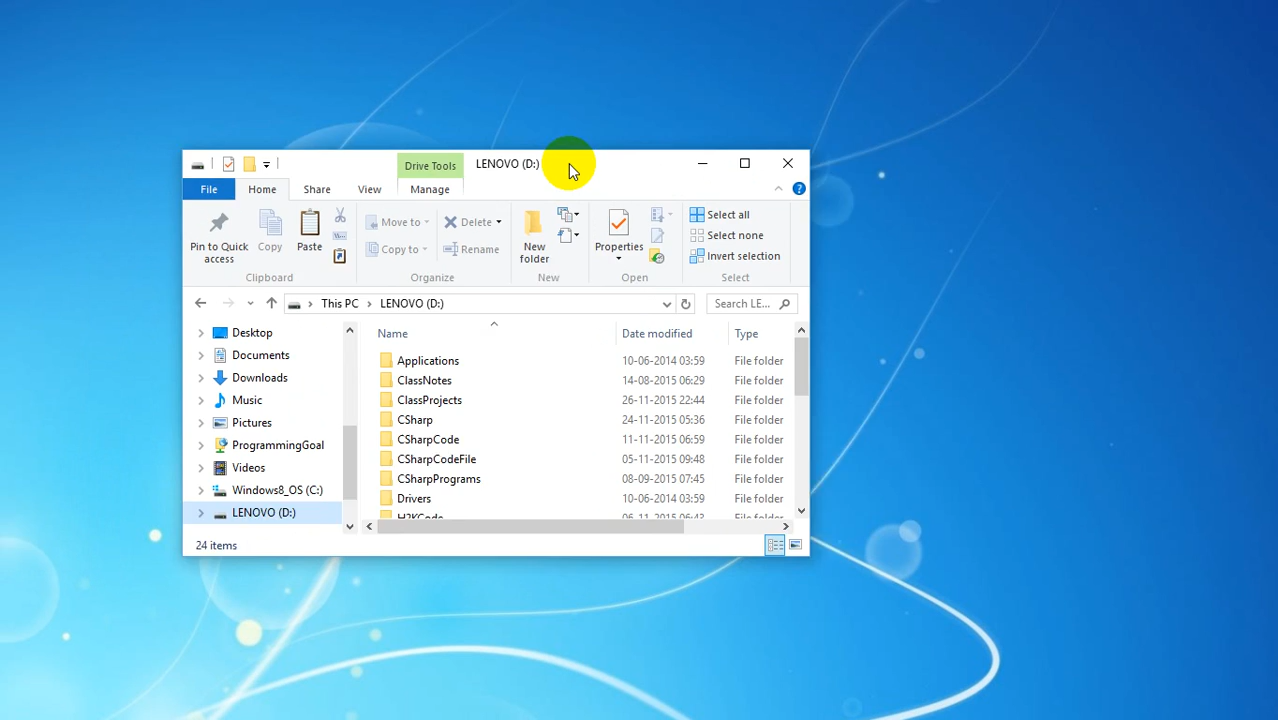 Drive Tools LENOVO (D:)
File Home Share View Manage
Pin to Quick access
Copy
Paste
Clipboard
Move to
Copy to
Delete
Rename
Organize
New folder
New
Properties
Open
Select all
Select none
Invert selection
Select
This PC LENOVO (D:)
Search LE...
Desktop
Documents
Downloads
Music
Pictures
ProgrammingGoal
Videos
Windows8_OS (C:)
LENOVO (D:)
Name Date modified Type
Applications 10-06-2014 03:59 File folder
ClassNotes 14-08-2015 06:29 File folder
ClassProjects 26-11-2015 22:44 File folder
CSharp 24-11-2015 05:36 File folder
CSharpCode 11-11-2015 06:59 File folder
CSharpCodeFile 05-11-2015 09:48 File folder
CSharpPrograms 08-09-2015 07:45 File folder
Drivers 10-06-2014 03:59 File folder
24 items